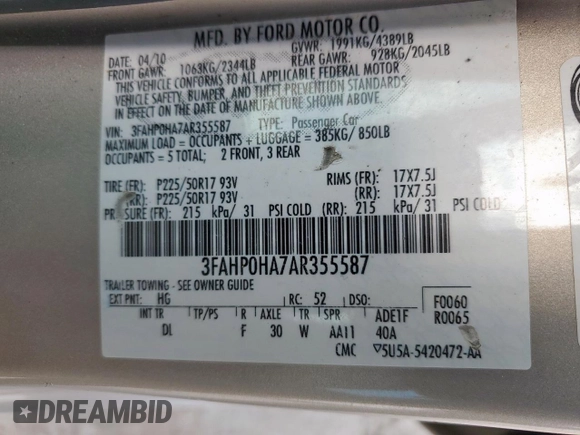 MFD. BY FORD MOTOR CO.
DATE: 04/10 GVWR: 1991KG/4389LB
FRONT GAWR: 1063KG/2344LB REAR GAWR: 928KG/2045LB
THIS VEHICLE CONFORMS TO ALL APPLICABLE FEDERAL MOTOR
VEHICLE SAFETY, BUMPER, AND THEFT PREVENTION STANDARDS
IN EFFECT ON THE DATE OF MANUFACTURE SHOWN ABOVE.
VIN: 3FAHP0HA7AR355587 TYPE: Passenger Car
MAXIMUM LOAD = OCCUPANTS + LUGGAGE = 385KG/ 850LB
OCCUPANTS = 5 TOTAL; 2 FRONT, 3 REAR
TIRE (FR): P225/50R17 93V RIMS (FR): 17X7.5J
(RR): P225/50R17 93V (RR): 17X7.5J
PRESSURE (FR): 215 kPa/ 31 PSI COLD (RR): 215 kPa/ 31 PSI COLD
3FAHP0HA7AR355587
TRAILER TOWING - SEE OWNER GUIDE
EXT PNT: HG RC: 52 DSO: F0060
INT TR TP/PS R AXLE TR SPR ADE1F R0065
DL F 30 W AA11 40A
CMC ▽5U5A-5420472-AA
DREAMBID